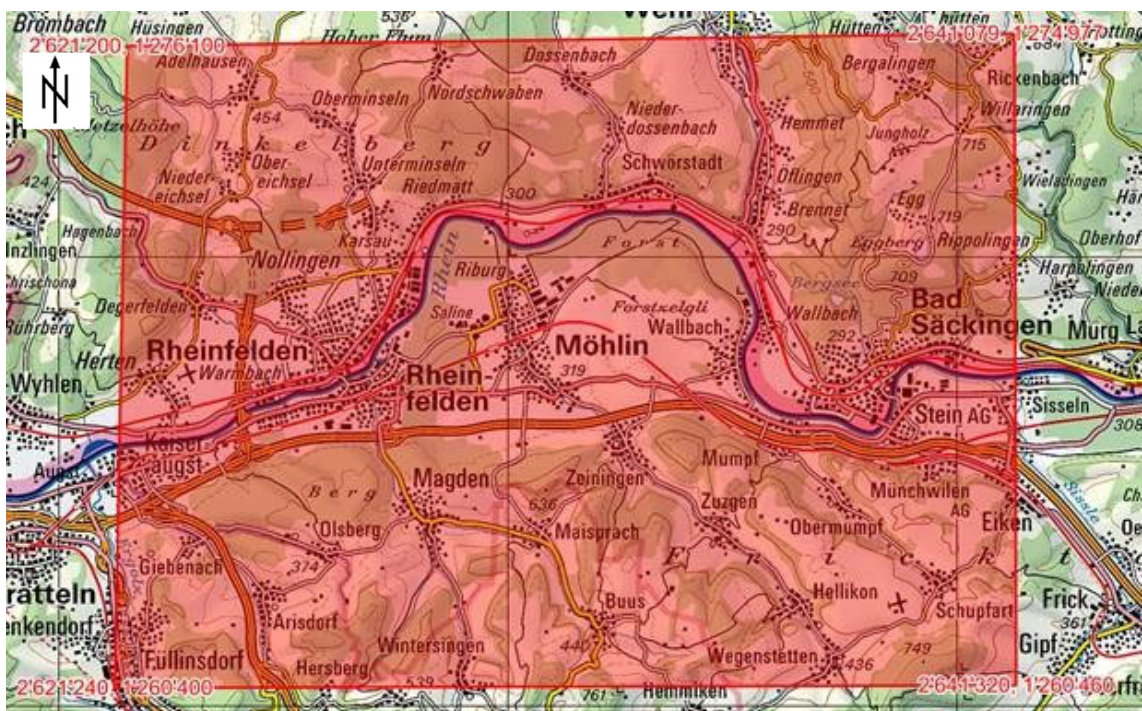 Brombach
Hüsingen
536
Wehr
Hütten
2'621'200, 1'276'100
Hoher Flum
2'641'079, 1'274'977
N
Adelhausen
Dossenbach
Bergalingen
Rickenbach
Oberminseln
Nordschwaben
Nieder-
dossenbach
Hemmet
Willaringen
454
Jungholz
715
Dinkelberg
Ober-
eichsel
Unterminseln
Schwörstadt
Öflingen
Wieladingen
424
Nieder-
eichsel
Riedmatt
300
Brennet
Egg
719
Hagenbach
Karsau
290
Eggberg
Rippolingen
Oberhof
Inzlingen
Nollingen
Rhein
Riburg
Forst
709
Harpolingen
Degerfelden
Saline
Forstzelgli
Bergsee
Bad
Säckingen
Wallbach
Wallbach
292
Murg
Herten
Rheinfelden
Warmbach
Möhlin
319
Wyhlen
Rhein
felden
Stein AG
Sisseln
308
Kaiser-
augst
Augst
Magden
Mumpf
Zeiningen
Münchwilen
AG
Sissle
Berg
636
Zuzgen
Obermumpf
Eiken
Olsberg
Maisprach
Frickt
Giebenach
374
Ergolz
Hellikon
Frick
Arisdorf
Buus
Schupfart
361
Gipf
Füllinsdorf
Wintersingen
440
Wegenstetten
436
749
Hersberg
539
2'621'240, 1'260'400
761
Hemmiken
2'641'320, 1'260'460